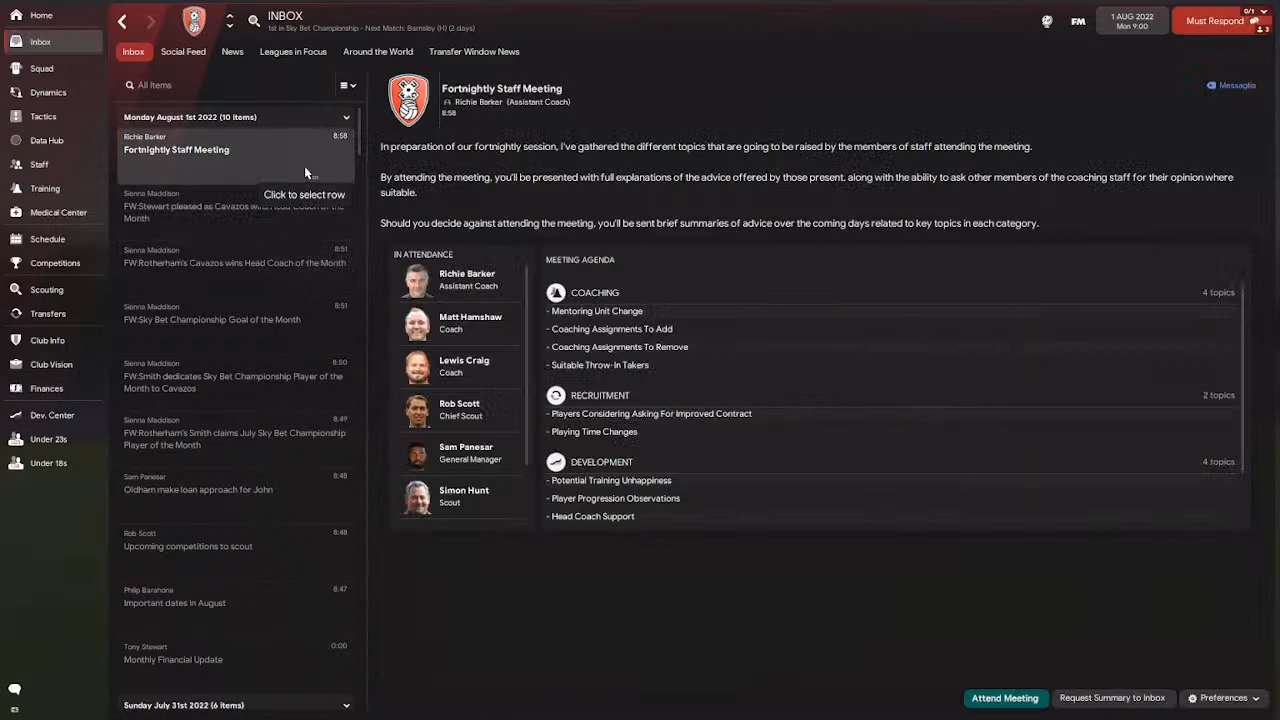 Home
Inbox
Squad
Dynamics
Tactics
Data Hub
Staff
Training
Medical Center
Schedule
Competitions
Scouting
Transfers
Club Info
Club Vision
Finances
Dev. Center
Under 23s
Under 18s
INBOX
1st in Sky Bet Championship - Next Match: Barnsley (H) (2 days)
FM
1 AUG 2022
Mon 9:00
Must Respond
0/1
3
Inbox
Social Feed
News
Leagues in Focus
Around the World
Transfer Window News
All Items
Monday August 1st 2022 (10 items)
Richie Barker
8:58
Fortnightly Staff Meeting
Click to select row
Sienna Maddison
FW:Stewart pleased as Cavazos wins Head Coach of the
Month
Sienna Maddison
8:51
FW:Rotherham's Cavazos wins Head Coach of the Month
Sienna Maddison
8:51
FW:Sky Bet Championship Goal of the Month
Sienna Maddison
8:50
FW:Smith dedicates Sky Bet Championship Player of the
Month to Cavazos
Sienna Maddison
8:49
FW:Rotherham's Smith claims July Sky Bet Championship
Player of the Month
Sam Panesar
8:48
Oldham make loan approach for John
Rob Scott
8:48
Upcoming competitions to scout
Philip Barahona
8:47
Important dates in August
Tony Stewart
0:00
Monthly Financial Update
Sunday July 31st 2022 (6 items)
Fortnightly Staff Meeting
Richie Barker (Assistant Coach)
8:58
Messaggio
In preparation of our fortnightly session, I've gathered the different topics that are going to be raised by the members of staff attending the meeting.
By attending the meeting, you'll be presented with full explanations of the advice offered by those present, along with the ability to ask other members of the coaching staff for their opinion where
suitable.
Should you decide against attending the meeting, you'll be sent brief summaries of advice over the coming days related to key topics in each category.
IN ATTENDANCE
Richie Barker
Assistant Coach
Matt Hamshaw
Coach
Lewis Craig
Coach
Rob Scott
Chief Scout
Sam Panesar
General Manager
Simon Hunt
Scout
MEETING AGENDA
COACHING
4 topics
- Mentoring Unit Change
- Coaching Assignments To Add
- Coaching Assignments To Remove
- Suitable Throw-In Takers
RECRUITMENT
2 topics
- Players Considering Asking For Improved Contract
- Playing Time Changes
DEVELOPMENT
4 topics
- Potential Training Unhappiness
- Player Progression Observations
- Head Coach Support
Attend Meeting
Request Summary to Inbox
Preferences